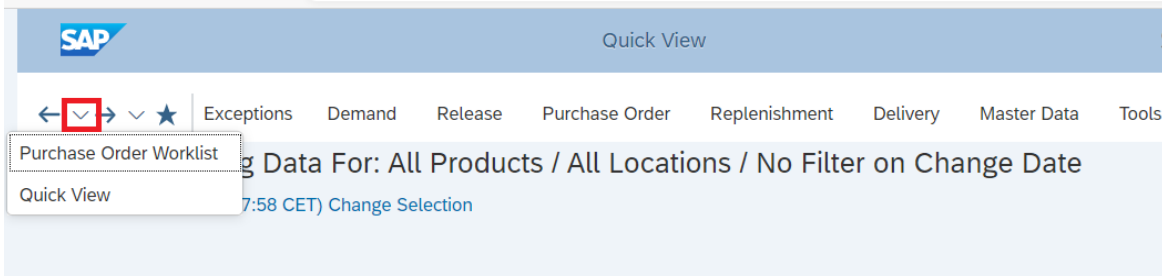 SAP
Quick View
Exceptions Demand Release Purchase Order Replenishment Delivery Master Data Tools
Purchase Order Worklist
g Data For: All Products / All Locations / No Filter on Change Date
Quick View
7:58 CET) Change Selection